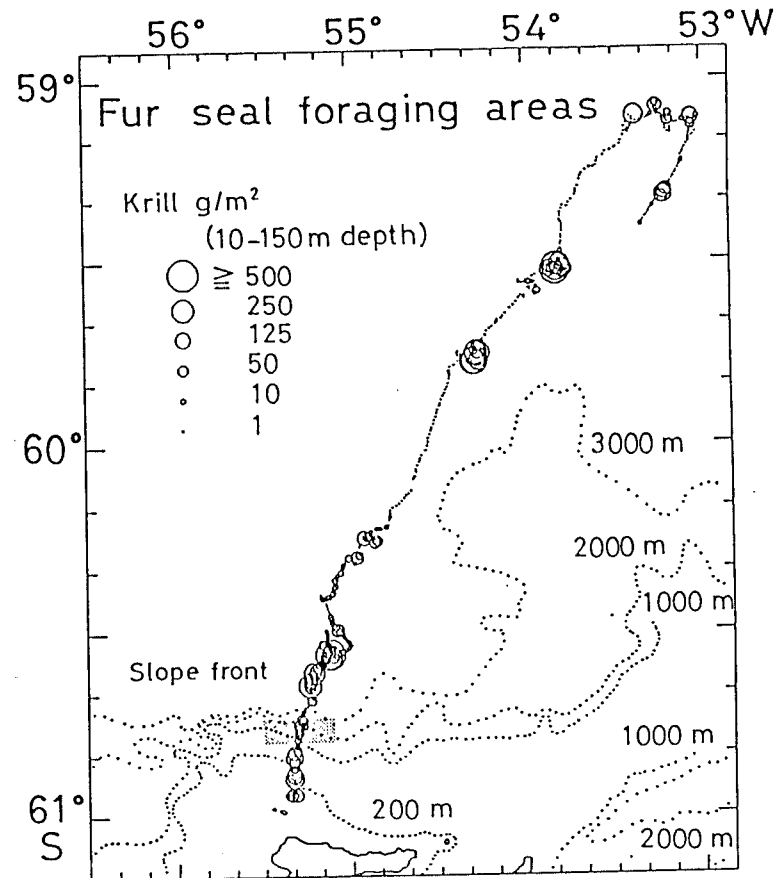 56° 55° 54° 53°W
59°
Fur seal foraging areas
Krill g/m²
(10-150m depth)
≧ 500
250
125
50
10
1
60°
3000 m
2000 m
1000 m
Slope front
1000 m
61°
S
200 m
2000 m